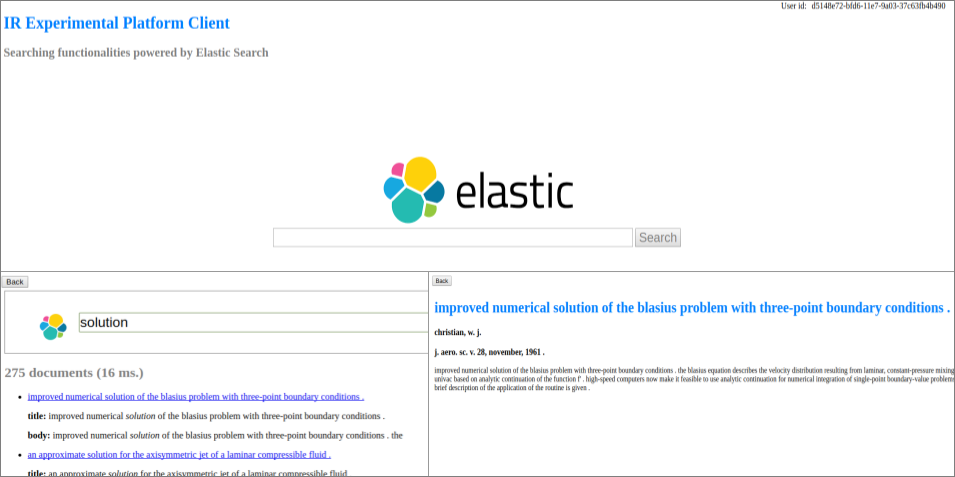 User id: d5148e72-bfd6-11e7-9a03-37c63fb4b490
IR Experimental Platform Client
Searching functionalities powered by Elastic Search
elastic
Search
Back
solution
275 documents (16 ms.)
improved numerical solution of the blasius problem with three-point boundary conditions .
title: improved numerical solution of the blasius problem with three-point boundary conditions .
body: improved numerical solution of the blasius problem with three-point boundary conditions . the
an approximate solution for the axisymmetric jet of a laminar compressible fluid .
title: an approximate solution for the axisymmetric jet of a laminar compressible fluid
Back
improved numerical solution of the blasius problem with three-point boundary conditions .
christian, w. j.
j. aero. sc. v. 28, november, 1961 .
improved numerical solution of the blasius problem with three-point boundary conditions . the blasius equation describes the velocity distribution resulting from laminar, constant-pressure mixing
univac based on analytic continuation of the function f' . high-speed computers now make it feasible to use analytic continuation for numerical integration of single-point boundary-value problem
brief description of the application of the routine is given .